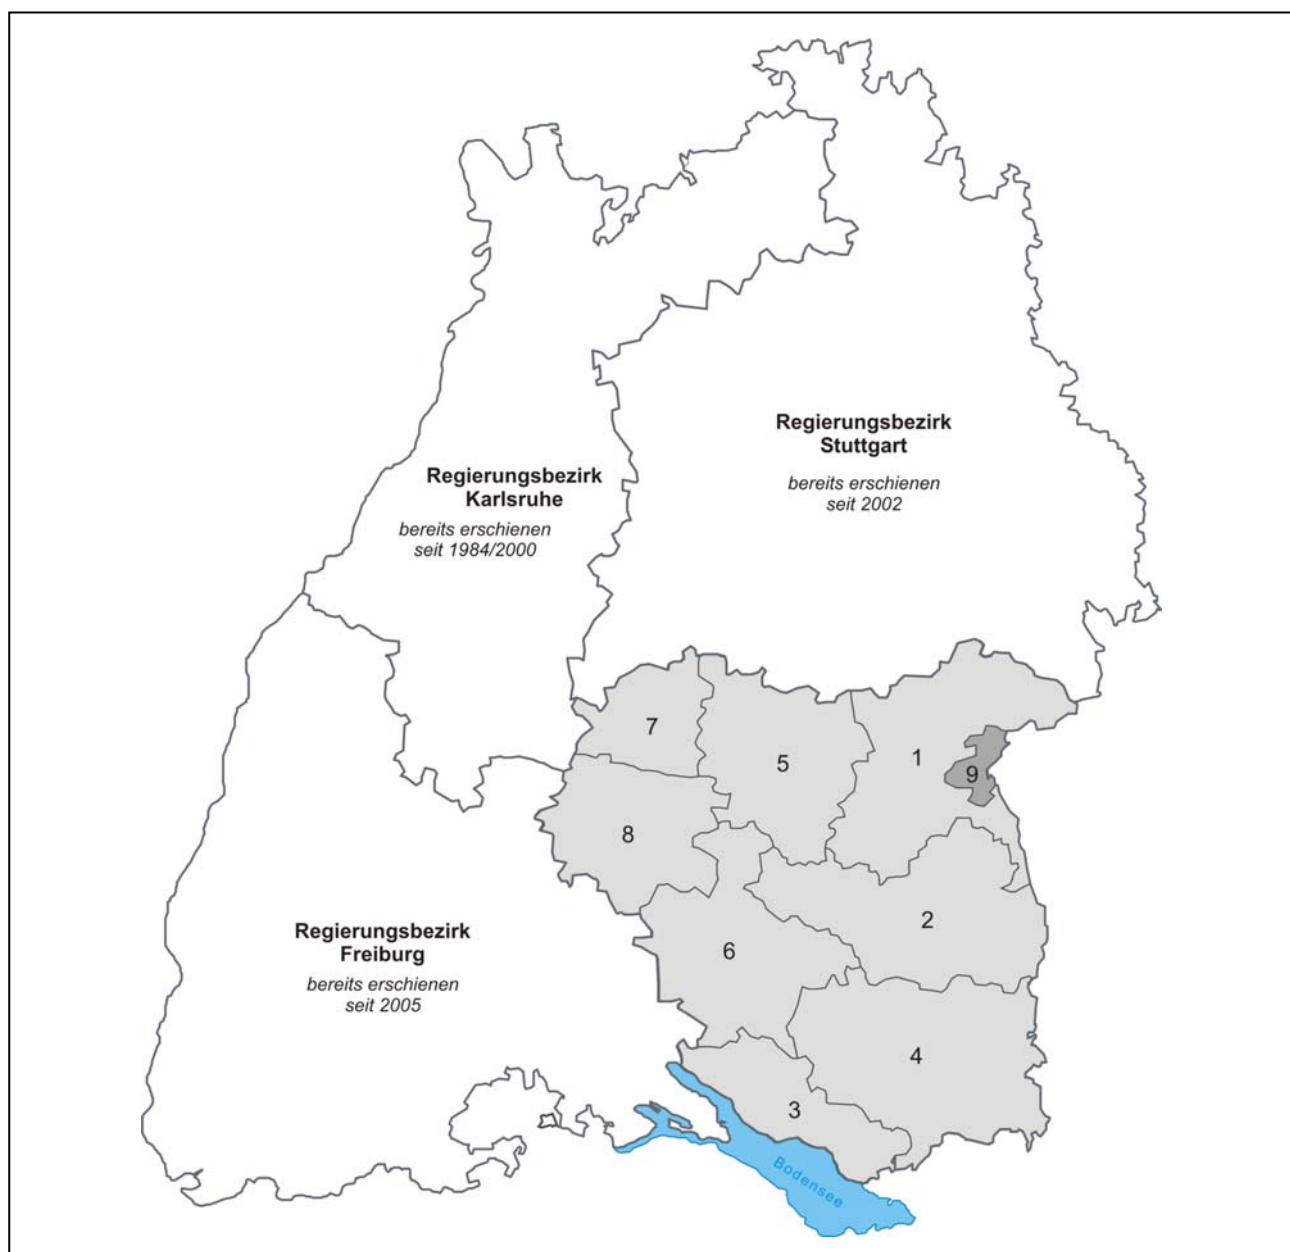 Regierungsbezirk
Stuttgart
bereits erschienen
seit 2002
Regierungsbezirk
Karlsruhe
bereits erschienen
seit 1984/2000
7
5
1
9
8
2
Regierungsbezirk
Freiburg
bereits erschienen
seit 2005
6
4
3
Bodensee